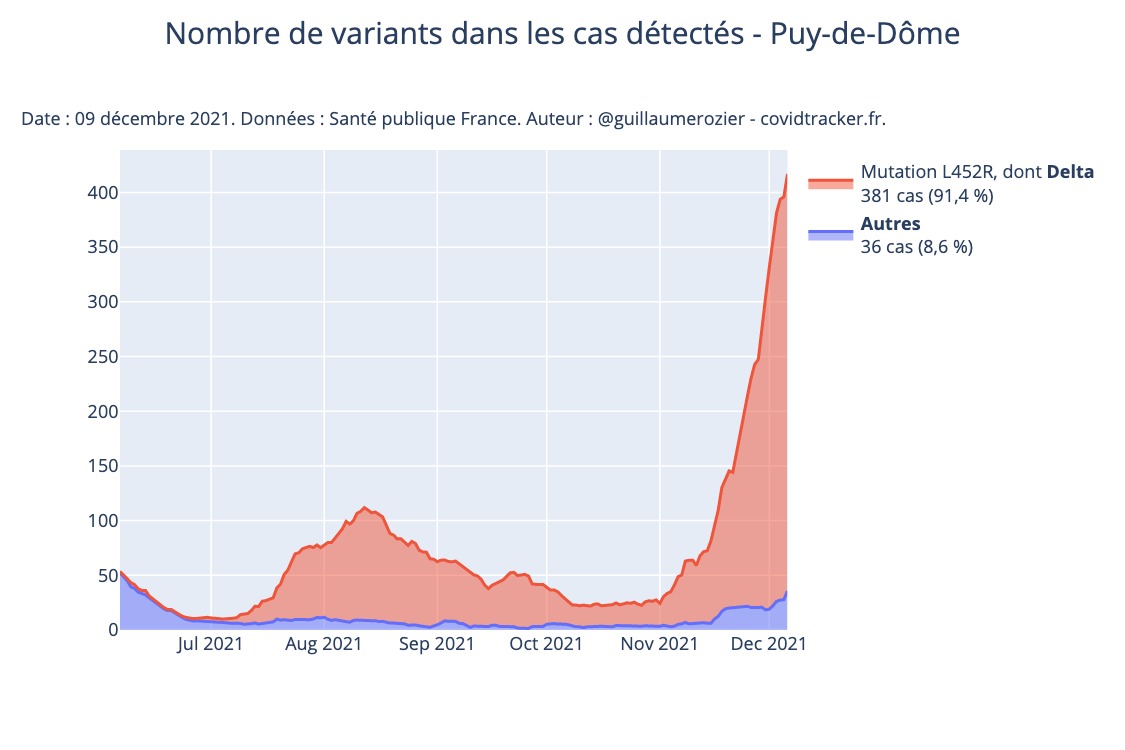 Nombre de variants dans les cas détectés - Puy-de-Dôme
Date : 09 décembre 2021. Données : Santé publique France. Auteur : @guillaumerozier - covidtracker.fr.
Mutation L452R, dont Delta
381 cas (91,4 %)
Autres
36 cas (8,6 %)
400
350
300
250
200
150
100
50
0
Jul 2021
Aug 2021
Sep 2021
Oct 2021
Nov 2021
Dec 2021